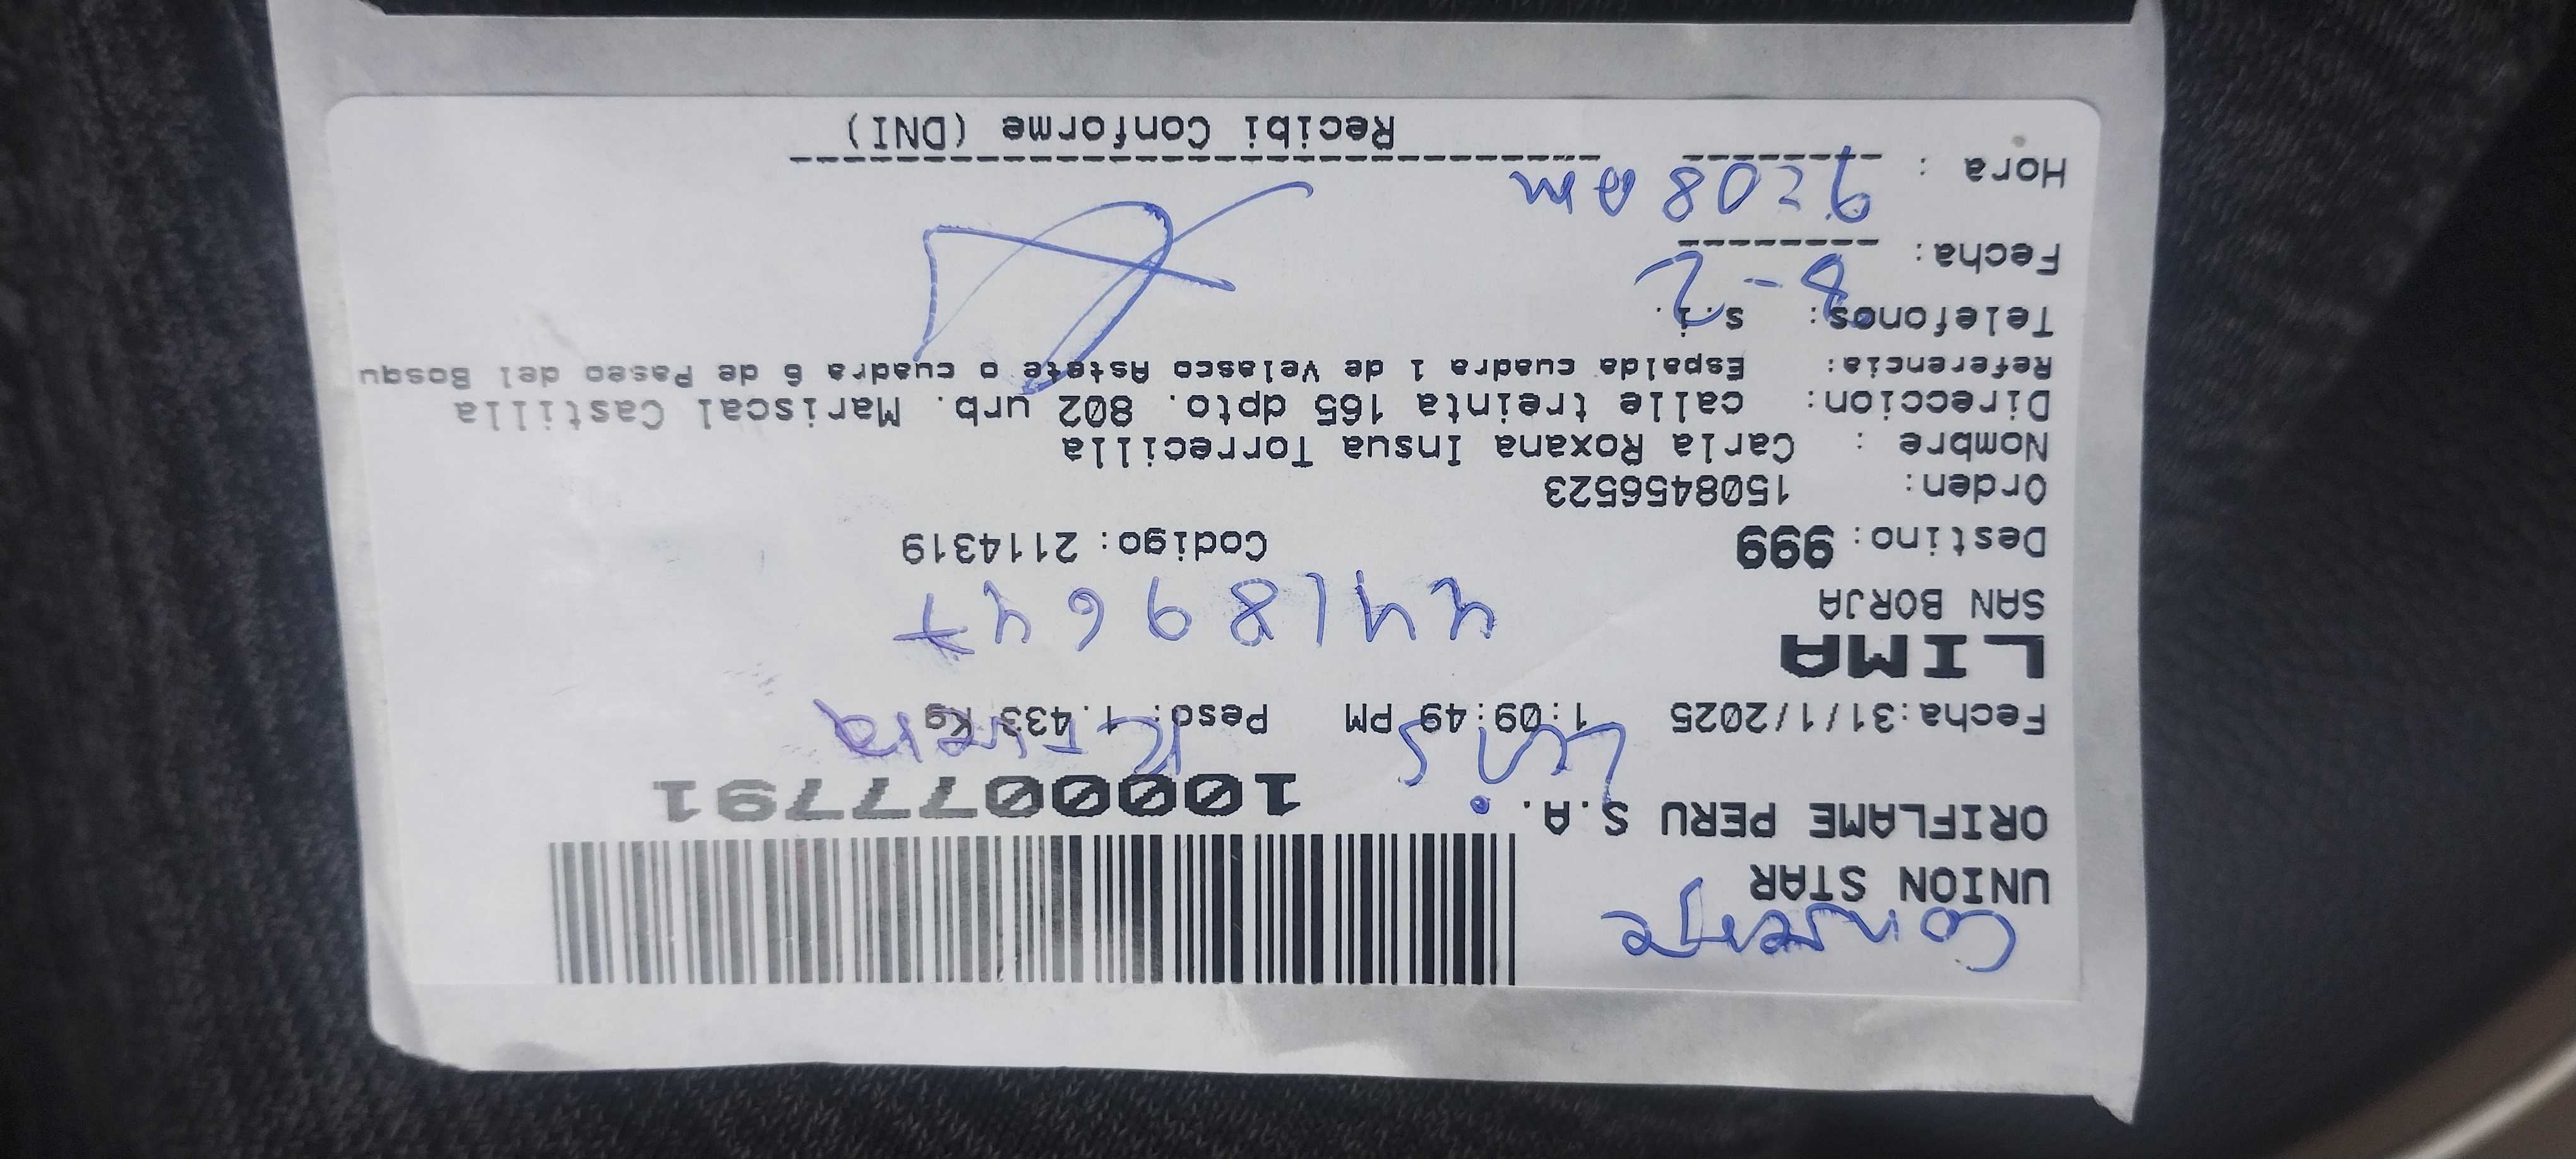 Conserje
UNION STAR
ORIFLAME PERU S.A.
10000777791
Luis
Fecha:31/1/2025 1:09:49 PM Peso: 1.433 Kg
LIMA
44189647
SAN BORJA
Destino: 999 Codigo: 2114319
Orden: 1508456523
Nombre : Carla Roxana Insua Torrecilla
Direccion: calle treinta 165 dpto. 802 urb. Mariscal Castilla
Referencia: Espalda cuadra 1 de Velasco Astete o cuadra 6 de Paseo del Bosqu
Telefonos: s.i.
Fecha: 8-2
Hora : 9:08 am
Recibi Conforme (DNI)